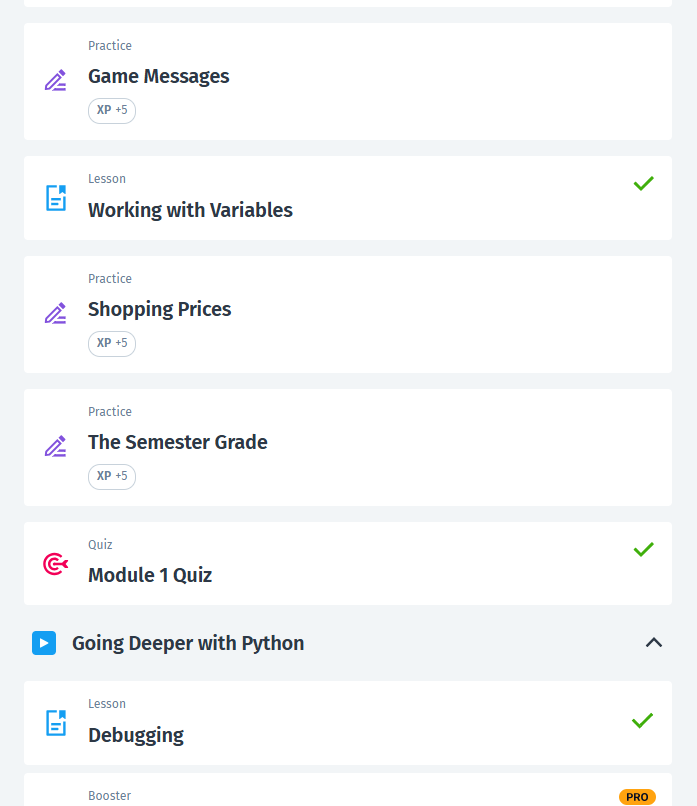 Practice
Game Messages
XP +5
Lesson
Working with Variables
Practice
Shopping Prices
XP +5
Practice
The Semester Grade
XP +5
Quiz
Module 1 Quiz
Going Deeper with Python
Lesson
Debugging
Booster
PRO